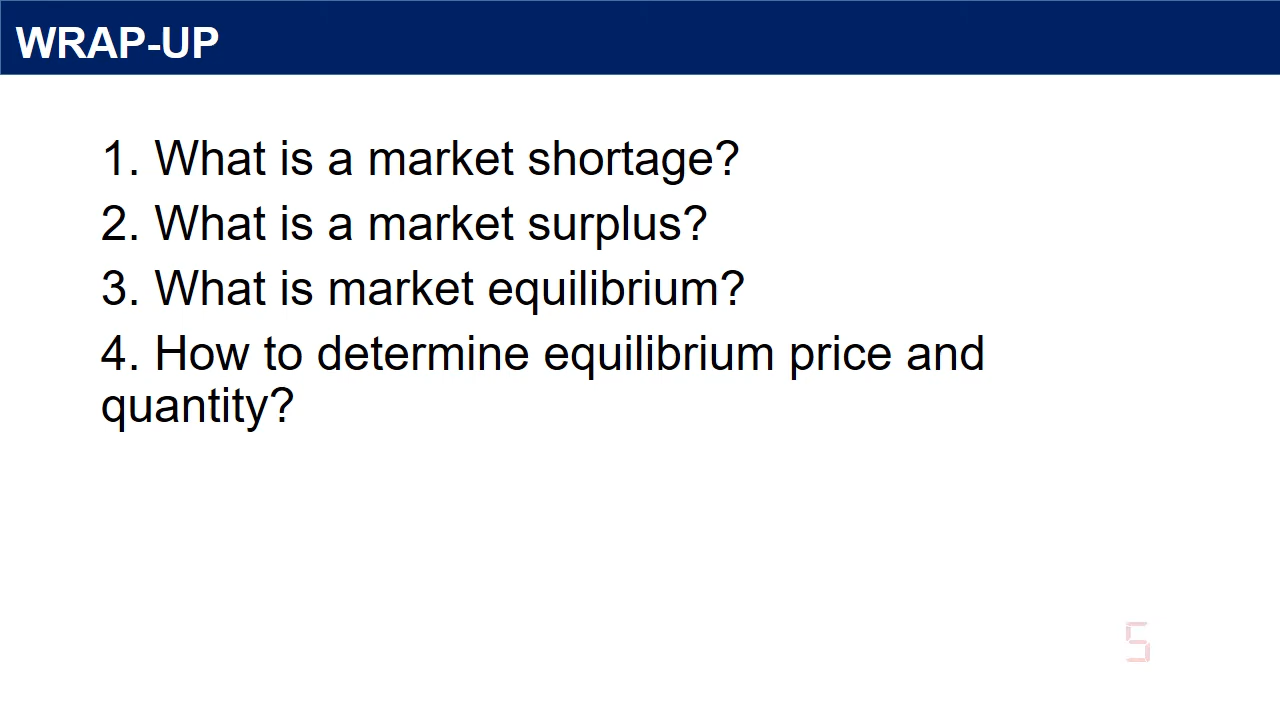 WRAP-UP
1. What is a market shortage?
2. What is a market surplus?
3. What is market equilibrium?
4. How to determine equilibrium price and
quantity?
5